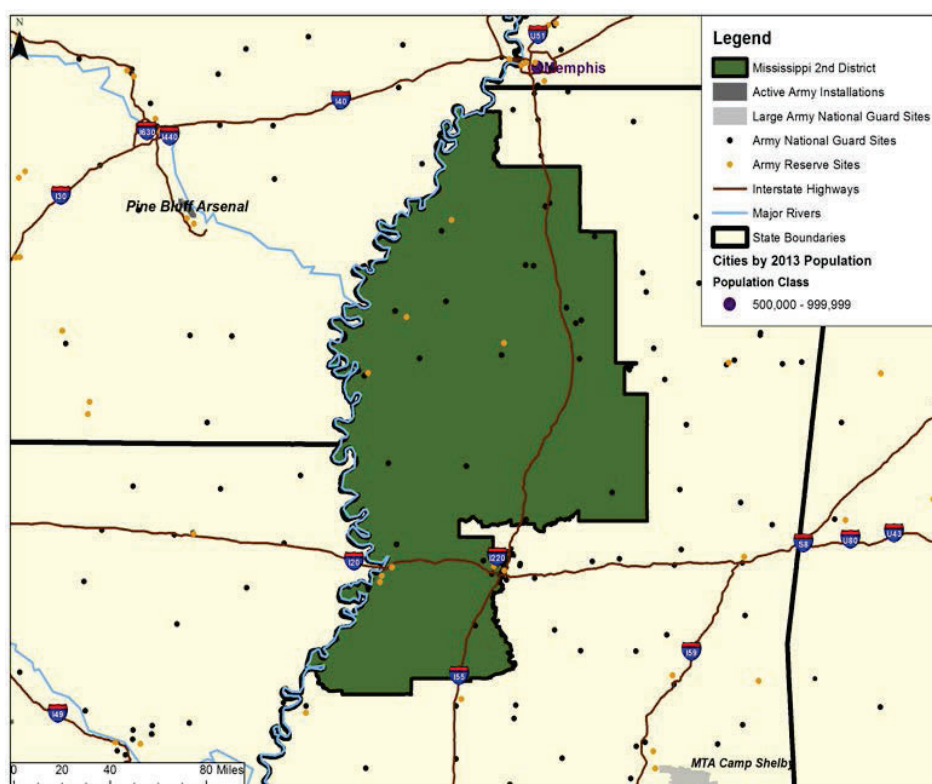 N
Legend
Mississippi 2nd District
Active Army Installations
Large Army National Guard Sites
Army National Guard Sites
Army Reserve Sites
Interstate Highways
Major Rivers
State Boundaries
Cities by 2013 Population
Population Class
500,000 - 999,999
U51
Memphis
I40
I630
I440
I30
Pine Bluff Arsenal
I20
I220
S8
U80
U43
I59
I55
I49
MTA Camp Shelby
0 20 40 80 Miles